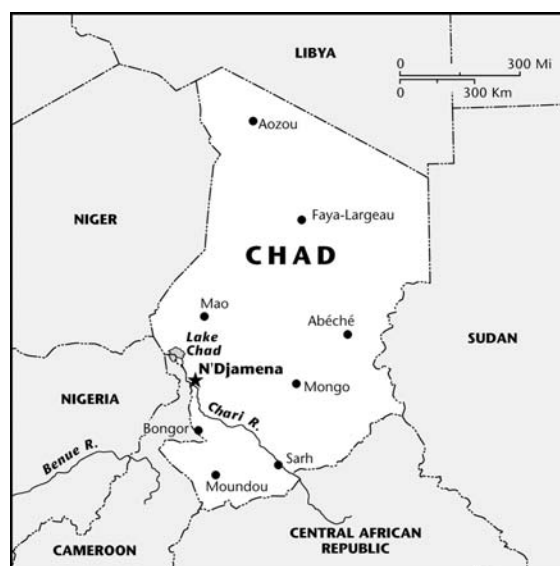 LIBYA
0 300 Mi
0 300 Km
Aozou
NIGER
Faya-Largeau
CHAD
Mao
Abéché
Lake
Chad
SUDAN
N'Djamena
Mongo
NIGERIA
Chari R.
Bongor
Benue R.
Sarh
Moundou
CENTRAL AFRICAN
REPUBLIC
CAMEROON